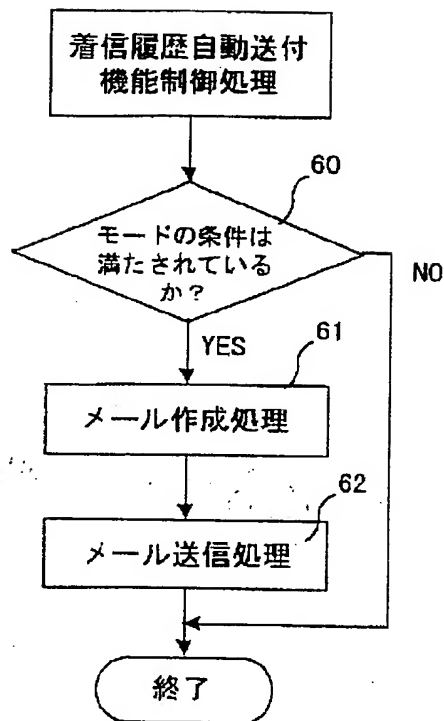 着信履歴自動送付
機能制御処理
60
モードの条件は
満たされている
か？
NO
YES
61
メール作成処理
62
メール送信処理
終了